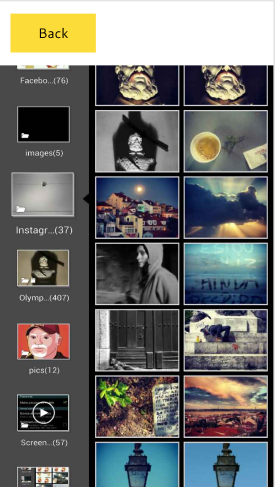 Back
Facebo...(76)
images(5)
Instagr...(37)
Olymp...(407)
pics(12)
Screen...(57)